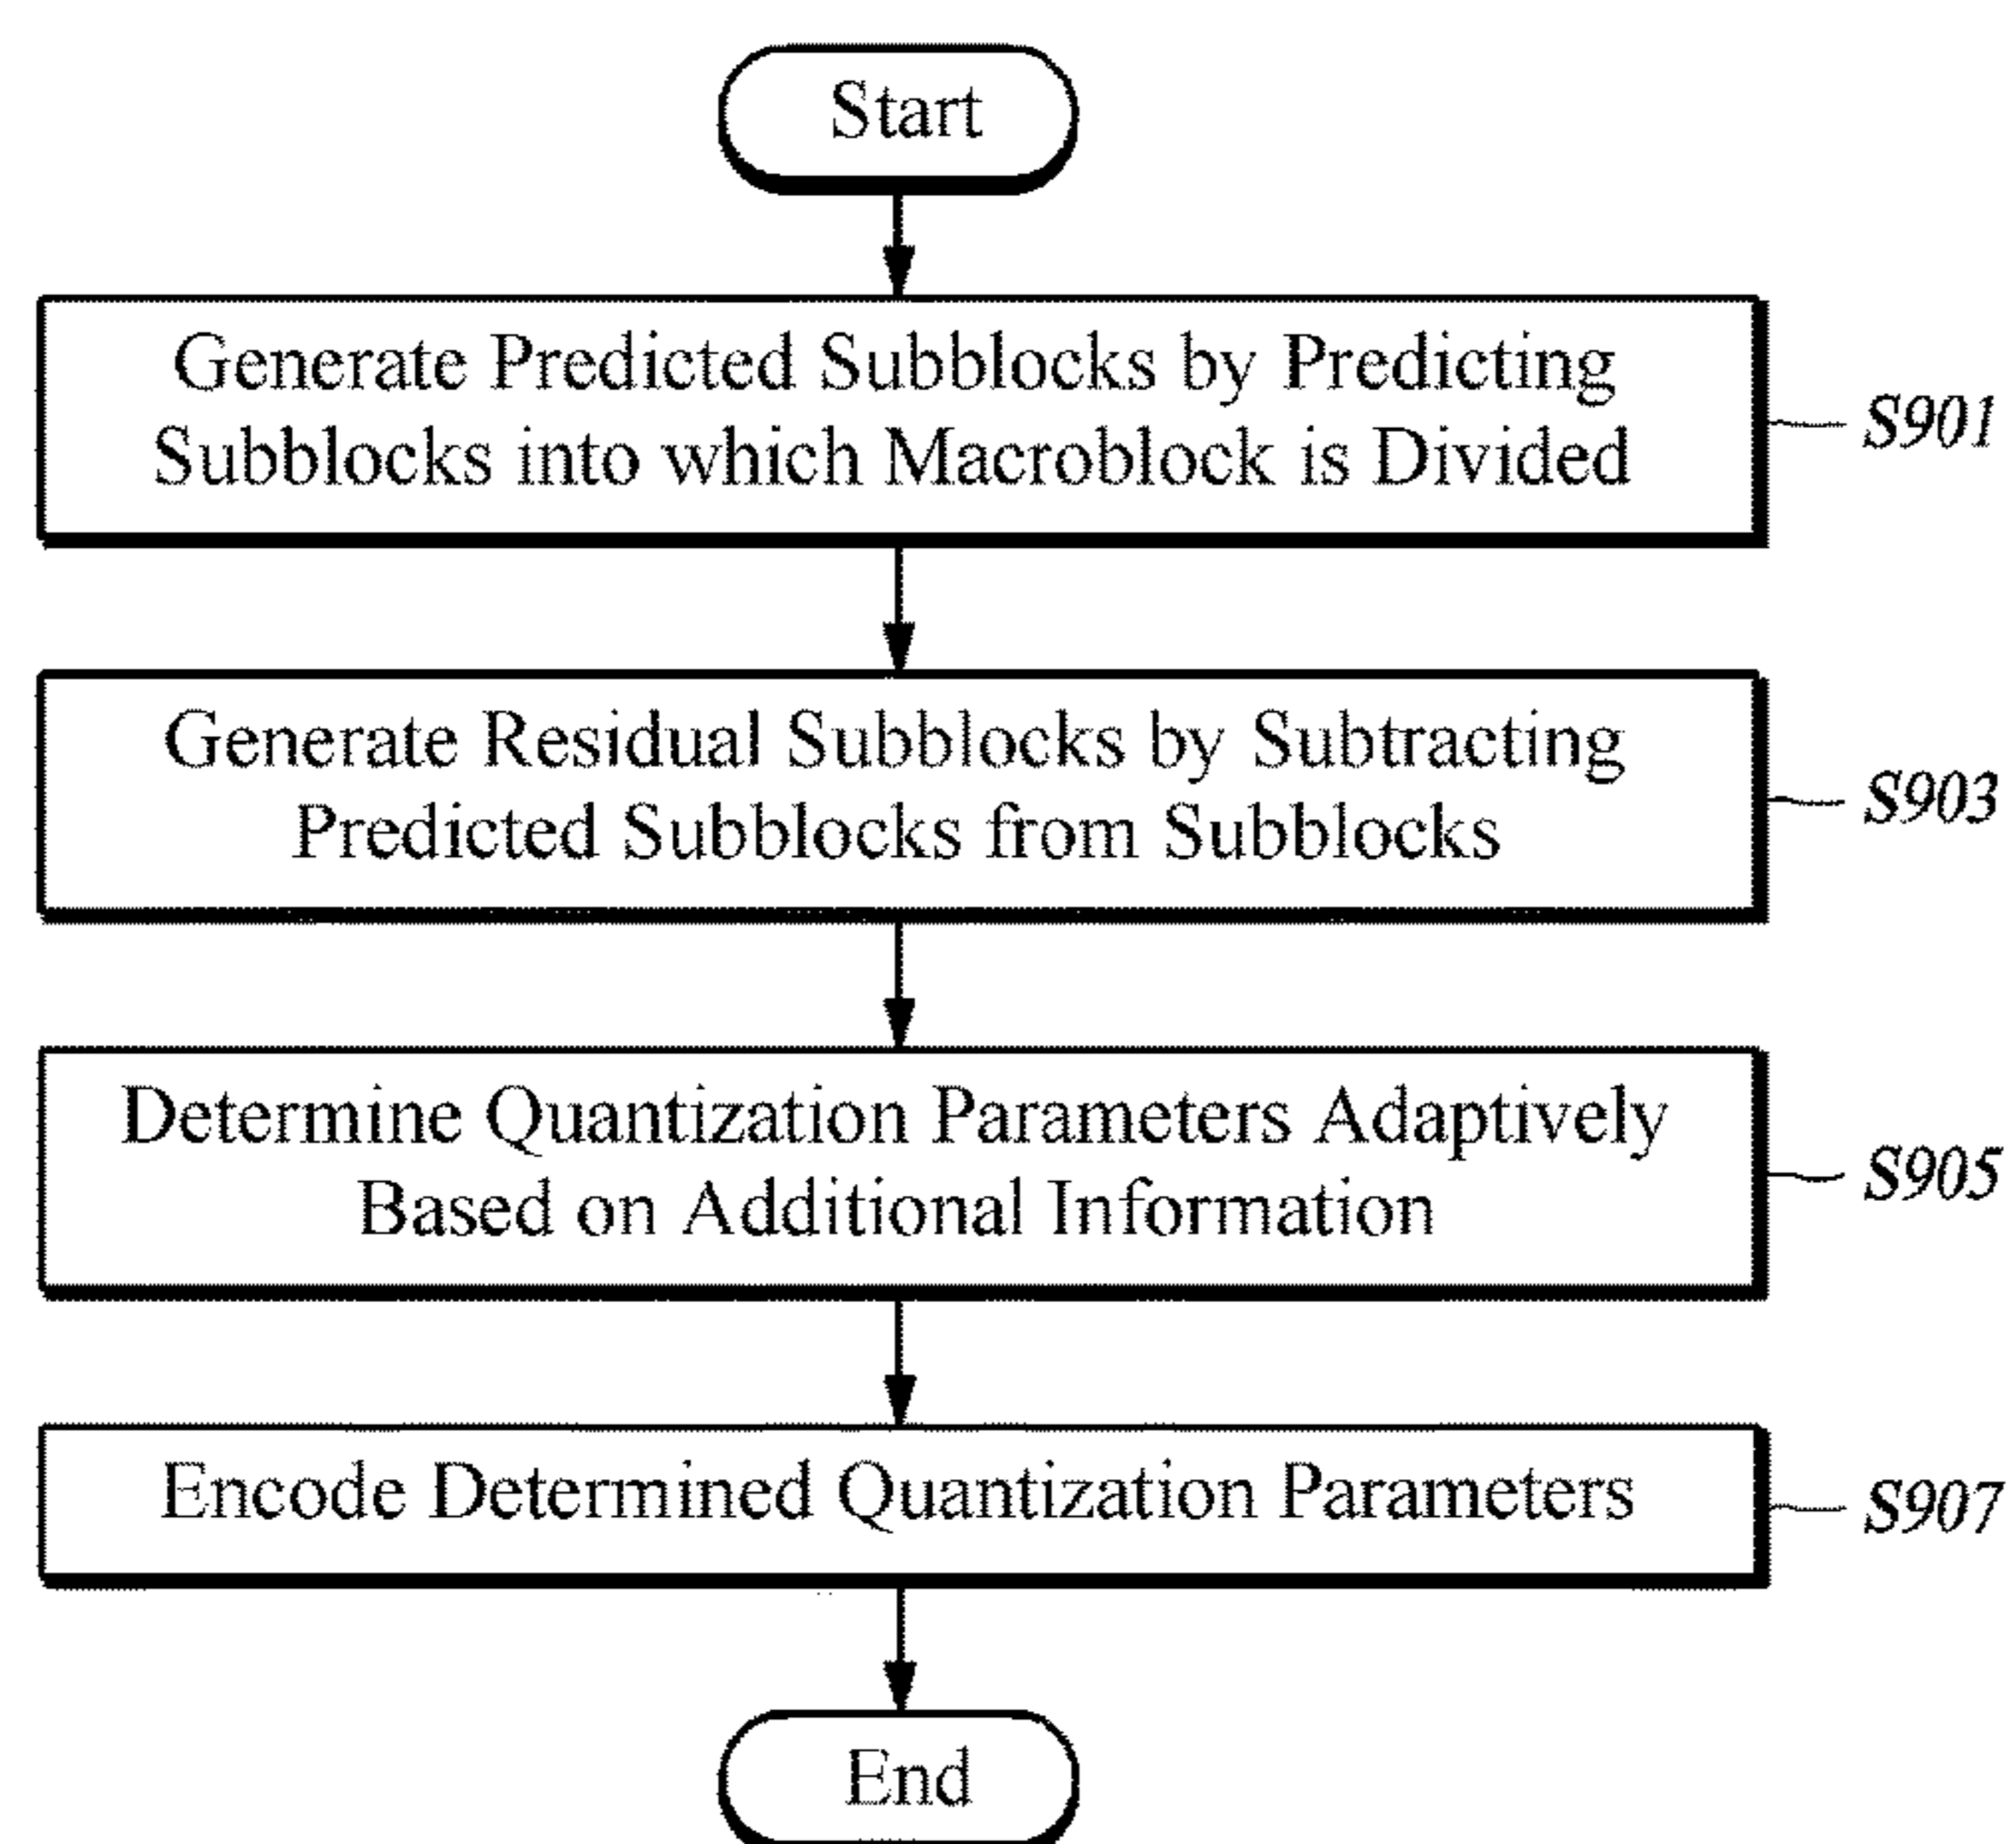 Start
Generate Predicted Subblocks by Predicting
Subblocks into which Macroblock is Divided
S901
Generate Residual Subblocks by Subtracting
Predicted Subblocks from Subblocks
S903
Determine Quantization Parameters Adaptively
Based on Additional Information
S905
Encode Determined Quantization Parameters
S907
End